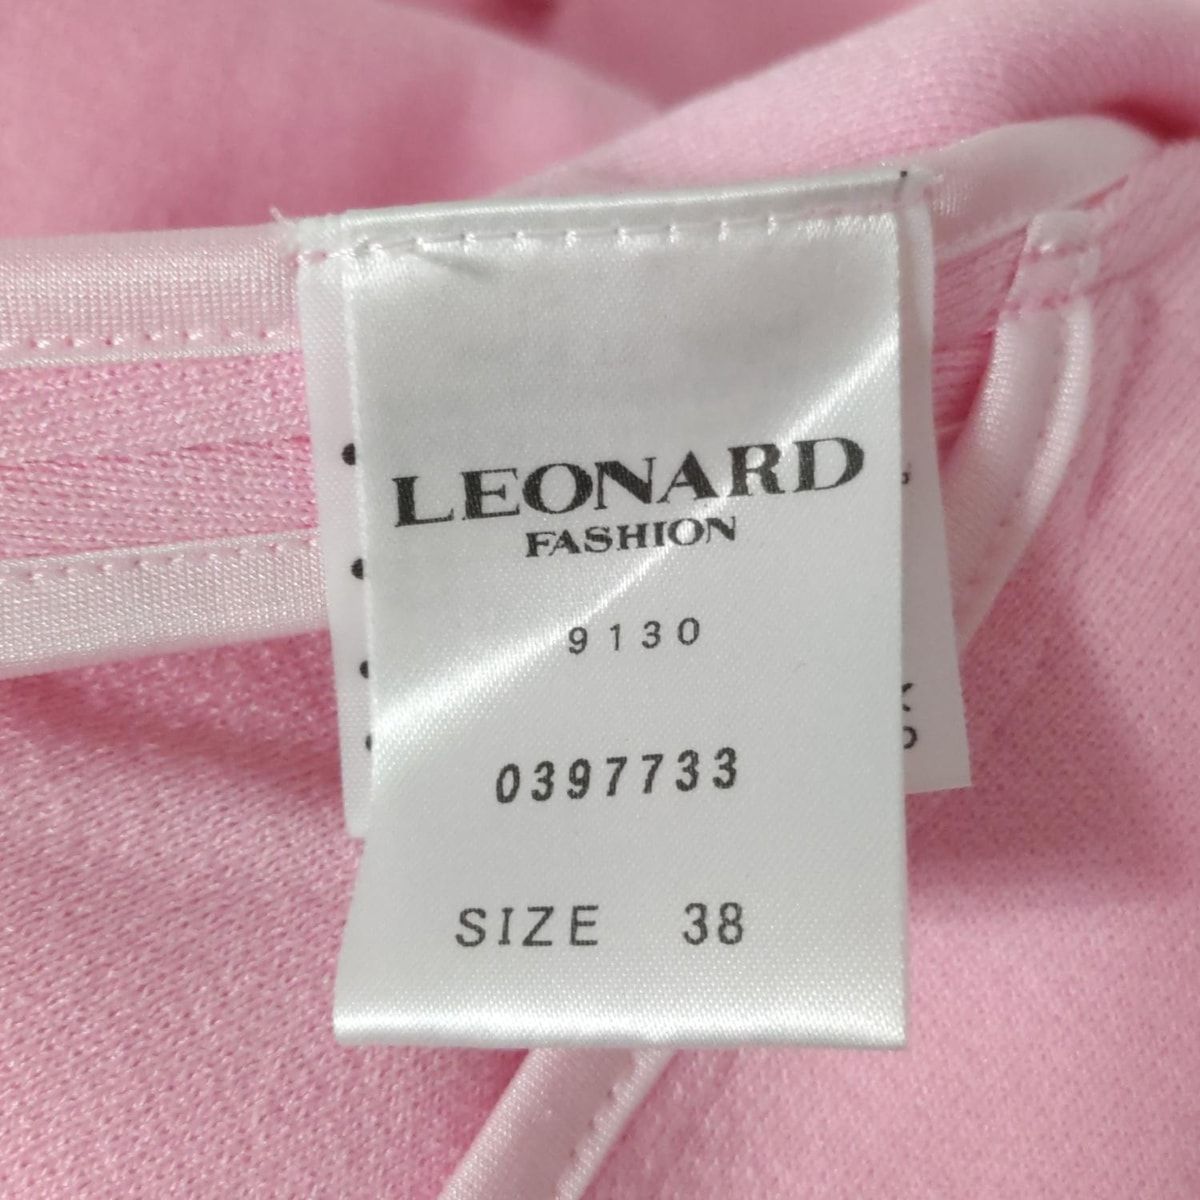 LEONARD
FASHION
9130
0397733
SIZE 38